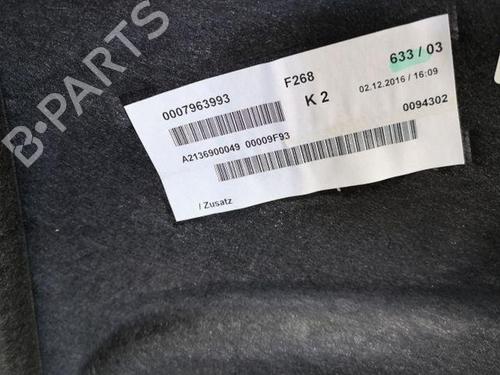 B-PARTS
0007963993
F268
633 / 03
K 2
02.12.2016 / 16:09
A2136900049 00009F93
0094302
/ Zusatz